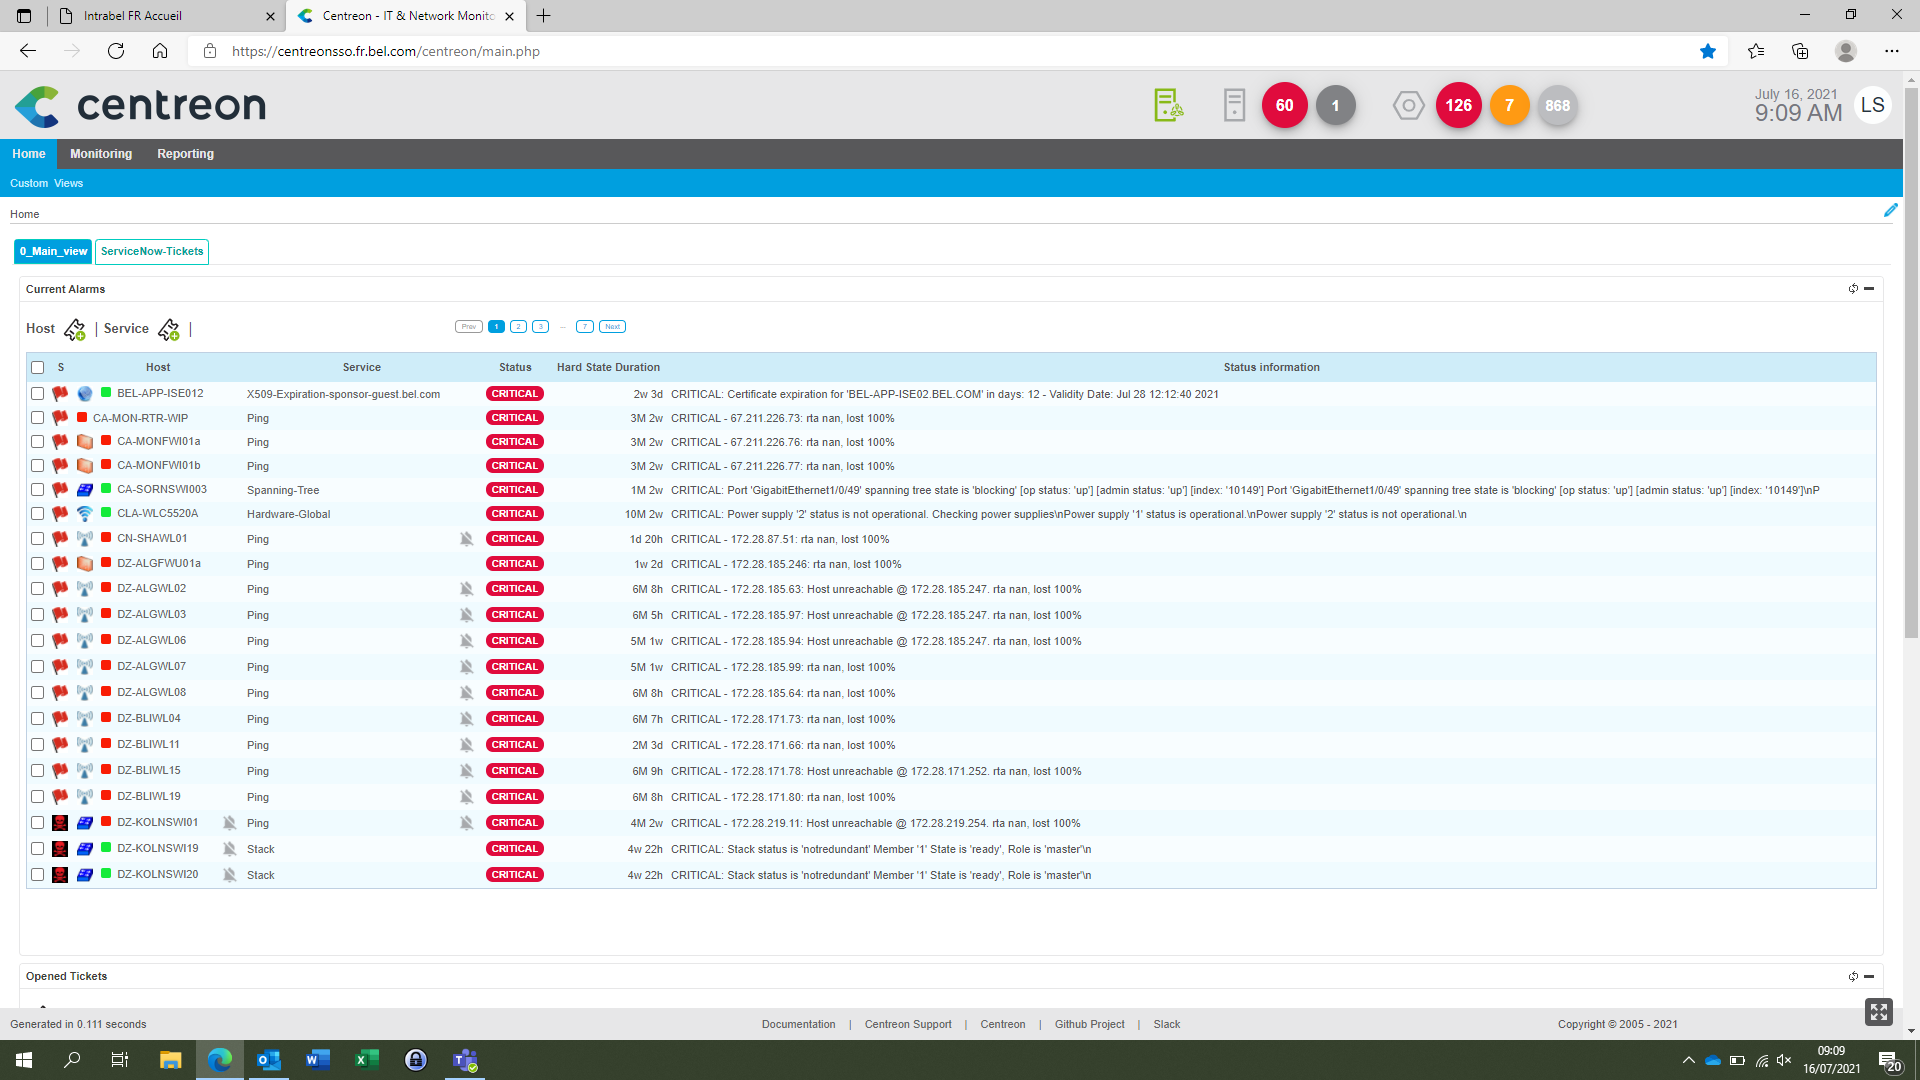 Intrabel FR Accueil
Centreon - IT & Network Monito
https://centreonsso.fr.bel.com/centreon/main.php
centreon
60 1 126 7 868
July 16, 2021
9:09 AM
LS
Home Monitoring Reporting
Custom Views
Home
0_Main_view ServiceNow-Tickets
Current Alarms
Host | Service |
Prev 1 2 3 ... 7 Next
S Host Service Status Hard State Duration Status information
BEL-APP-ISE012 X509-Expiration-sponsor-guest.bel.com CRITICAL 2w 3d CRITICAL: Certificate expiration for 'BEL-APP-ISE02.BEL.COM' in days: 12 - Validity Date: Jul 28 12:12:40 2021
CA-MON-RTR-WIP Ping CRITICAL 3M 2w CRITICAL - 67.211.226.73: rta nan, lost 100%
CA-MONFWI01a Ping CRITICAL 3M 2w CRITICAL - 67.211.226.76: rta nan, lost 100%
CA-MONFWI01b Ping CRITICAL 3M 2w CRITICAL - 67.211.226.77: rta nan, lost 100%
CA-SORNSWI003 Spanning-Tree CRITICAL 1M 2w CRITICAL: Port 'GigabitEthernet1/0/49' spanning tree state is 'blocking' [op status: 'up'] [admin status: 'up'] [index: '10149'] Port 'GigabitEthernet1/0/49' spanning tree state is 'blocking' [op status: 'up'] [admin status: 'up'] [index: '10149']\nP
CLA-WLC5520A Hardware-Global CRITICAL 10M 2w CRITICAL: Power supply '2' status is not operational. Checking power supplies\nPower supply '1' status is operational.\nPower supply '2' status is not operational.\n
CN-SHAWL01 Ping CRITICAL 1d 20h CRITICAL - 172.28.87.51: rta nan, lost 100%
DZ-ALGFWU01a Ping CRITICAL 1w 2d CRITICAL - 172.28.185.246: rta nan, lost 100%
DZ-ALGWL02 Ping CRITICAL 6M 8h CRITICAL - 172.28.185.63: Host unreachable @ 172.28.185.247. rta nan, lost 100%
DZ-ALGWL03 Ping CRITICAL 6M 5h CRITICAL - 172.28.185.97: Host unreachable @ 172.28.185.247. rta nan, lost 100%
DZ-ALGWL06 Ping CRITICAL 5M 1w CRITICAL - 172.28.185.94: Host unreachable @ 172.28.185.247. rta nan, lost 100%
DZ-ALGWL07 Ping CRITICAL 5M 1w CRITICAL - 172.28.185.99: rta nan, lost 100%
DZ-ALGWL08 Ping CRITICAL 6M 8h CRITICAL - 172.28.185.64: rta nan, lost 100%
DZ-BLIWL04 Ping CRITICAL 6M 7h CRITICAL - 172.28.171.73: rta nan, lost 100%
DZ-BLIWL11 Ping CRITICAL 2M 3d CRITICAL - 172.28.171.66: rta nan, lost 100%
DZ-BLIWL15 Ping CRITICAL 6M 9h CRITICAL - 172.28.171.78: Host unreachable @ 172.28.171.252. rta nan, lost 100%
DZ-BLIWL19 Ping CRITICAL 6M 8h CRITICAL - 172.28.171.80: rta nan, lost 100%
DZ-KOLNSWI01 Ping CRITICAL 4M 2w CRITICAL - 172.28.219.11: Host unreachable @ 172.28.219.254. rta nan, lost 100%
DZ-KOLNSWI19 Stack CRITICAL 4w 22h CRITICAL: Stack status is 'notredundant' Member '1' State is 'ready', Role is 'master'\n
DZ-KOLNSWI20 Stack CRITICAL 4w 22h CRITICAL: Stack status is 'notredundant' Member '1' State is 'ready', Role is 'master'\n
Opened Tickets
Generated in 0.111 seconds
Documentation | Centreon Support | Centreon | Github Project | Slack
Copyright © 2005 - 2021
09:09
16/07/2021
20